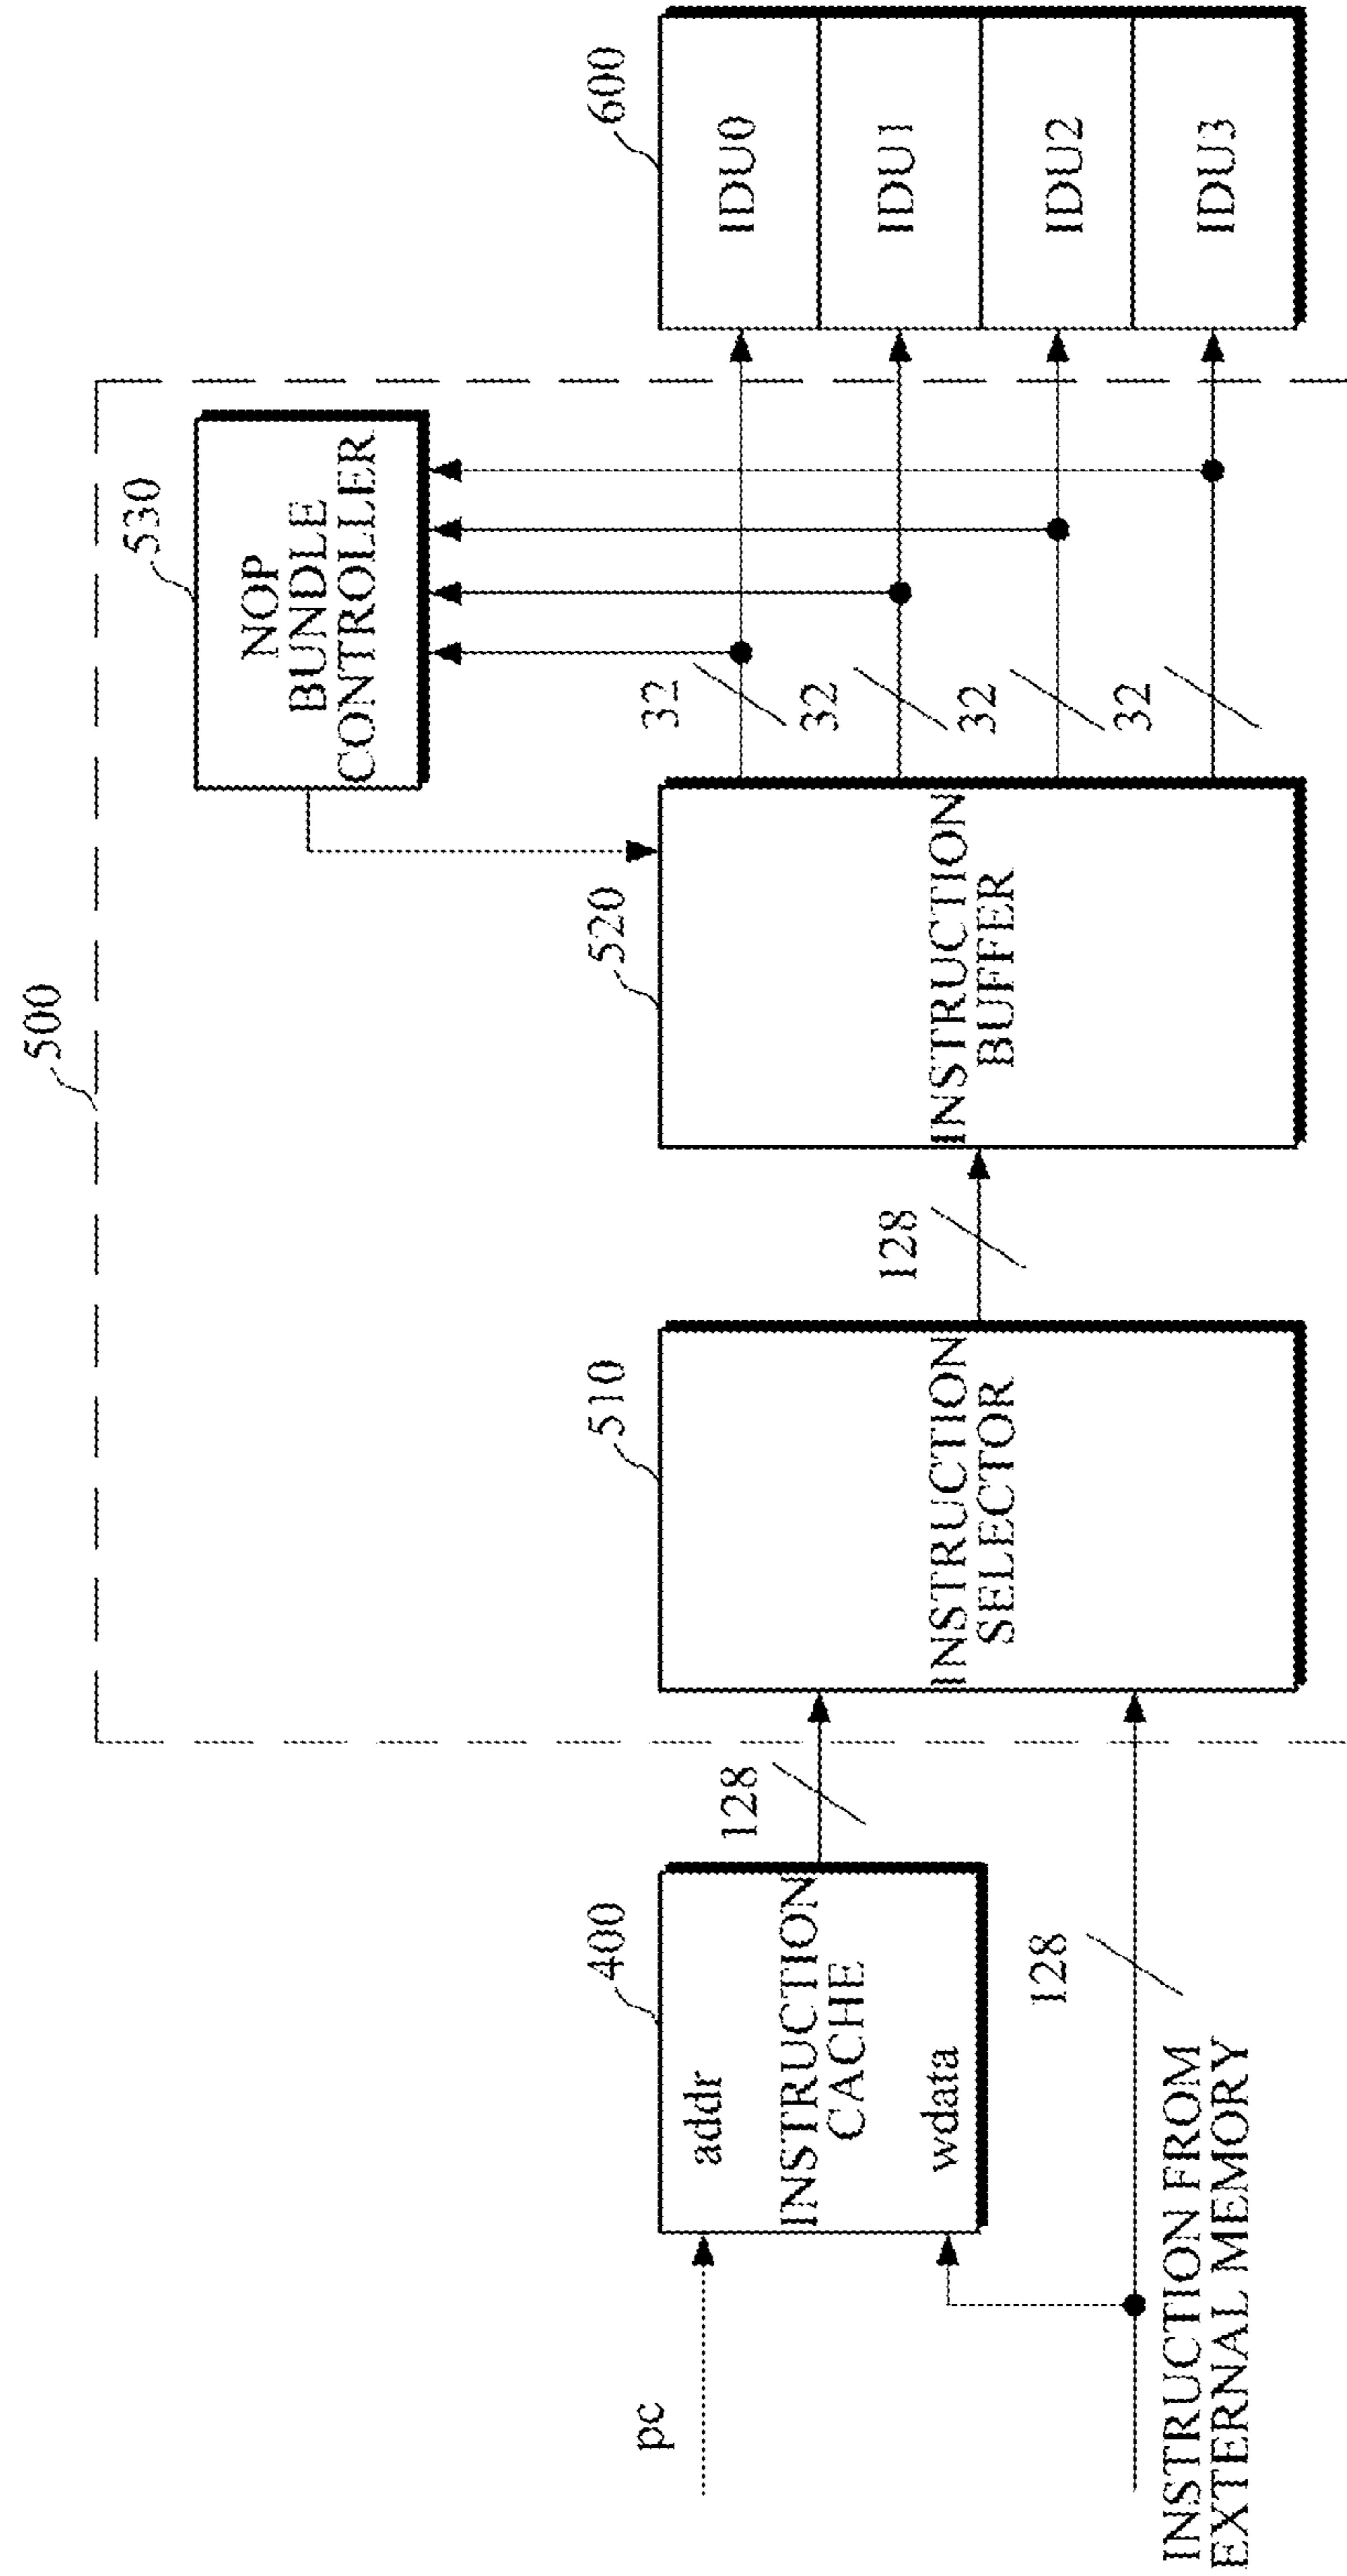 500
530
NOP
BUNDLE
CONTROLLER
400
510
520
600
pc
addr
INSTRUCTION
CACHE
wdata
128
INSTRUCTION
SELECTOR
128
INSTRUCTION
BUFFER
32
32
32
32
IDU0
IDU1
IDU2
IDU3
128
INSTRUCTION FROM
EXTERNAL MEMORY